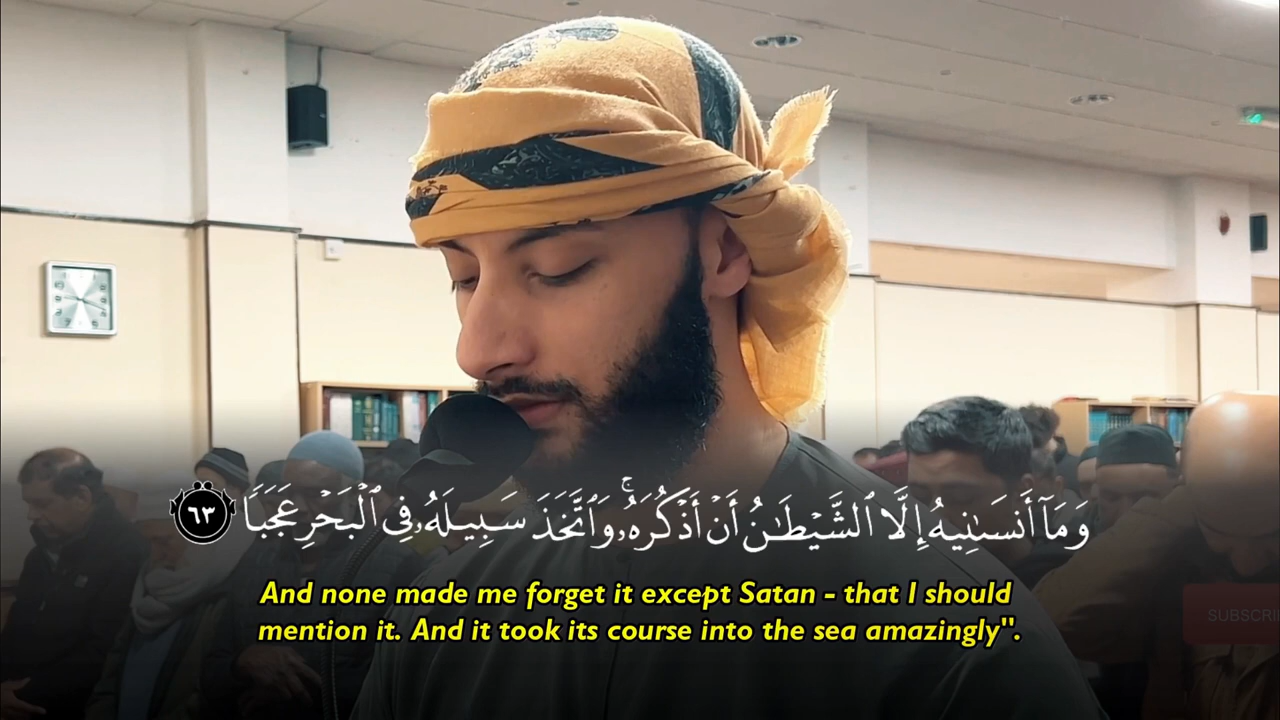 وَمَآ أَنسَىٰنِيهُ إِلَّا ٱلشَّيْطَٰنُ أَنْ أَذْكُرَهُۥ ۚ وَٱتَّخَذَ سَبِيلَهُۥ فِى ٱلْبَحْرِ عَجَبًا ٦٣
And none made me forget it except Satan - that I should
mention it. And it took its course into the sea amazingly".
SUBSCRI